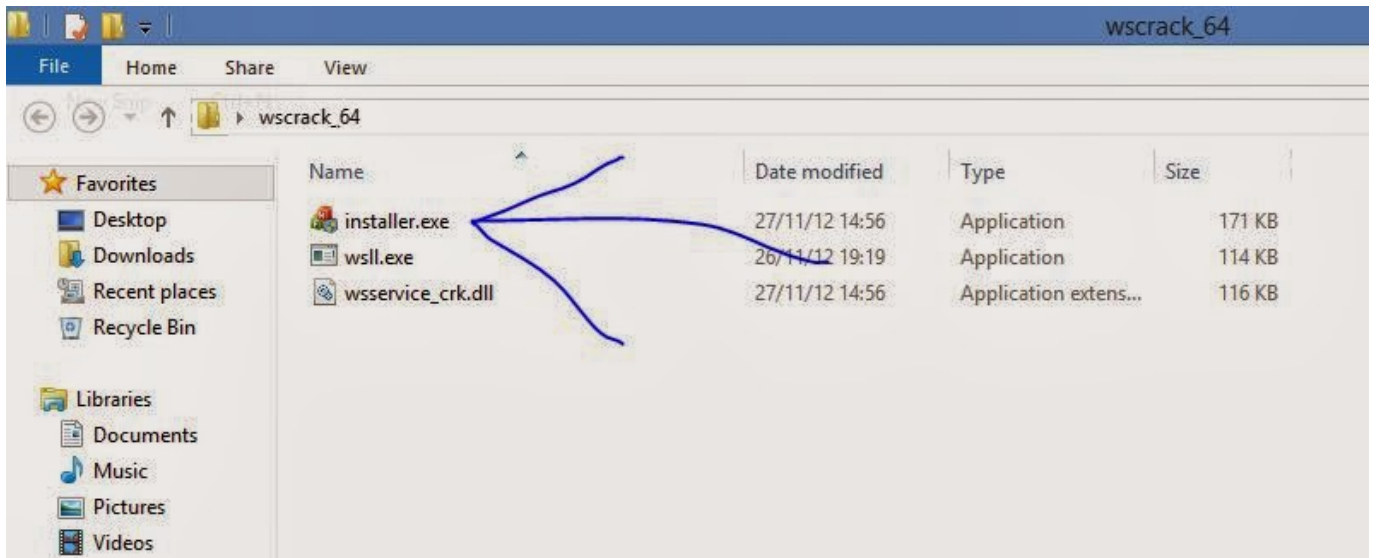 wscrack_64
File Home Share View
wscrack_64
Name Date modified Type Size
Favorites
Desktop
Downloads
Recent places
Recycle Bin
Libraries
Documents
Music
Pictures
Videos
installer.exe 27/11/12 14:56 Application 171 KB
wsll.exe 26/11/12 19:19 Application 114 KB
wsservice_crk.dll 27/11/12 14:56 Application extens... 116 KB